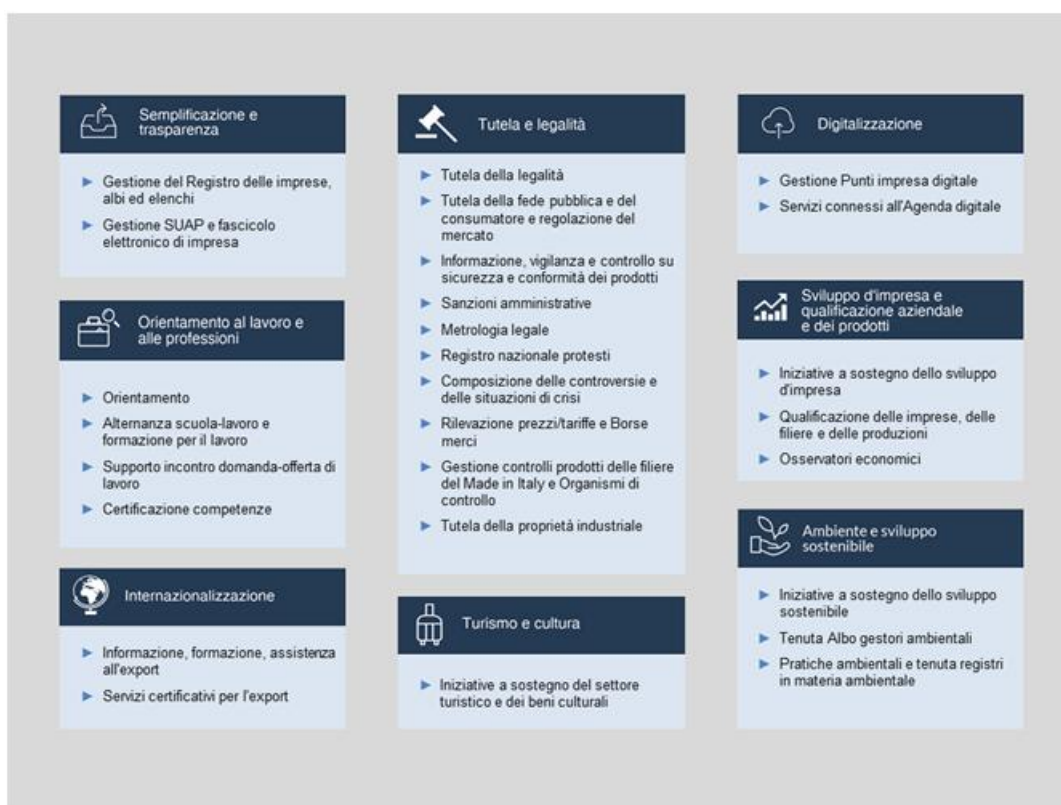 Semplificazione e
trasparenza
Gestione del Registro delle imprese,
albi ed elenchi
Gestione SUAP e fascicolo
elettronico di impresa
Orientamento al lavoro e
alle professioni
Orientamento
Alternanza scuola-lavoro e
formazione per il lavoro
Supporto incontro domanda-offerta di
lavoro
Certificazione competenze
Internazionalizzazione
Informazione, formazione, assistenza
all'export
Servizi certificativi per l'export
Tutela e legalità
Tutela della legalità
Tutela della fede pubblica e del
consumatore e regolazione del
mercato
Informazione, vigilanza e controllo su
sicurezza e conformità dei prodotti
Sanzioni amministrative
Metrologia legale
Registro nazionale protesti
Composizione delle controversie e
delle situazioni di crisi
Rilevazione prezzi/tariffe e Borse
merci
Gestione controlli prodotti delle filiere
del Made in Italy e Organismi di
controllo
Tutela della proprietà industriale
Turismo e cultura
Iniziative a sostegno del settore
turistico e dei beni culturali
Digitalizzazione
Gestione Punti impresa digitale
Servizi connessi all'Agenda digitale
Sviluppo d'impresa e
qualificazione aziendale
e dei prodotti
Iniziative a sostegno dello sviluppo
d'impresa
Qualificazione delle imprese, delle
filiere e delle produzioni
Osservatori economici
Ambiente e sviluppo
sostenibile
Iniziative a sostegno dello sviluppo
sostenibile
Tenuta Albo gestori ambientali
Pratiche ambientali e tenuta registri
in materia ambientale